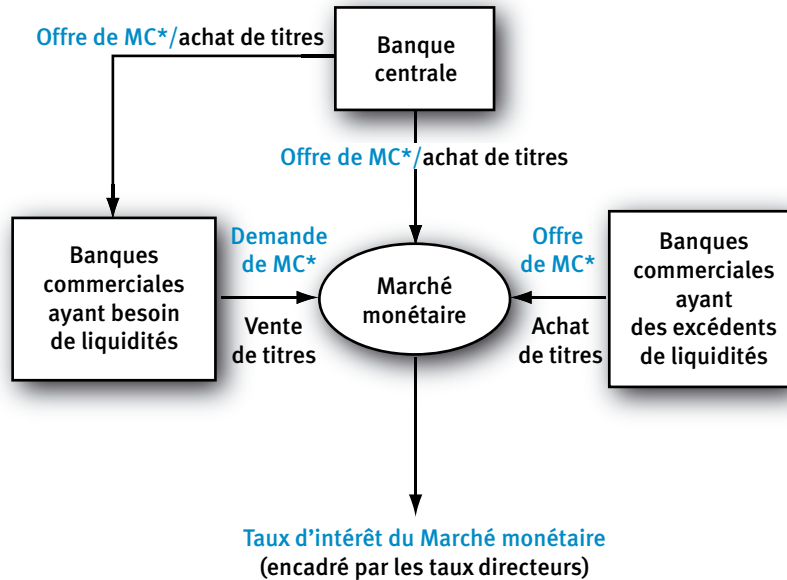 Offre de MC*/achat de titres
Banque
centrale
Offre de MC*/achat de titres
Banques
commerciales
ayant besoin
de liquidités
Demande
de MC*
Vente
de titres
Marché
monétaire
Offre
de MC*
Achat
de titres
Banques
commerciales
ayant
des excédents
de liquidités
Taux d'intérêt du Marché monétaire
(encadré par les taux directeurs)